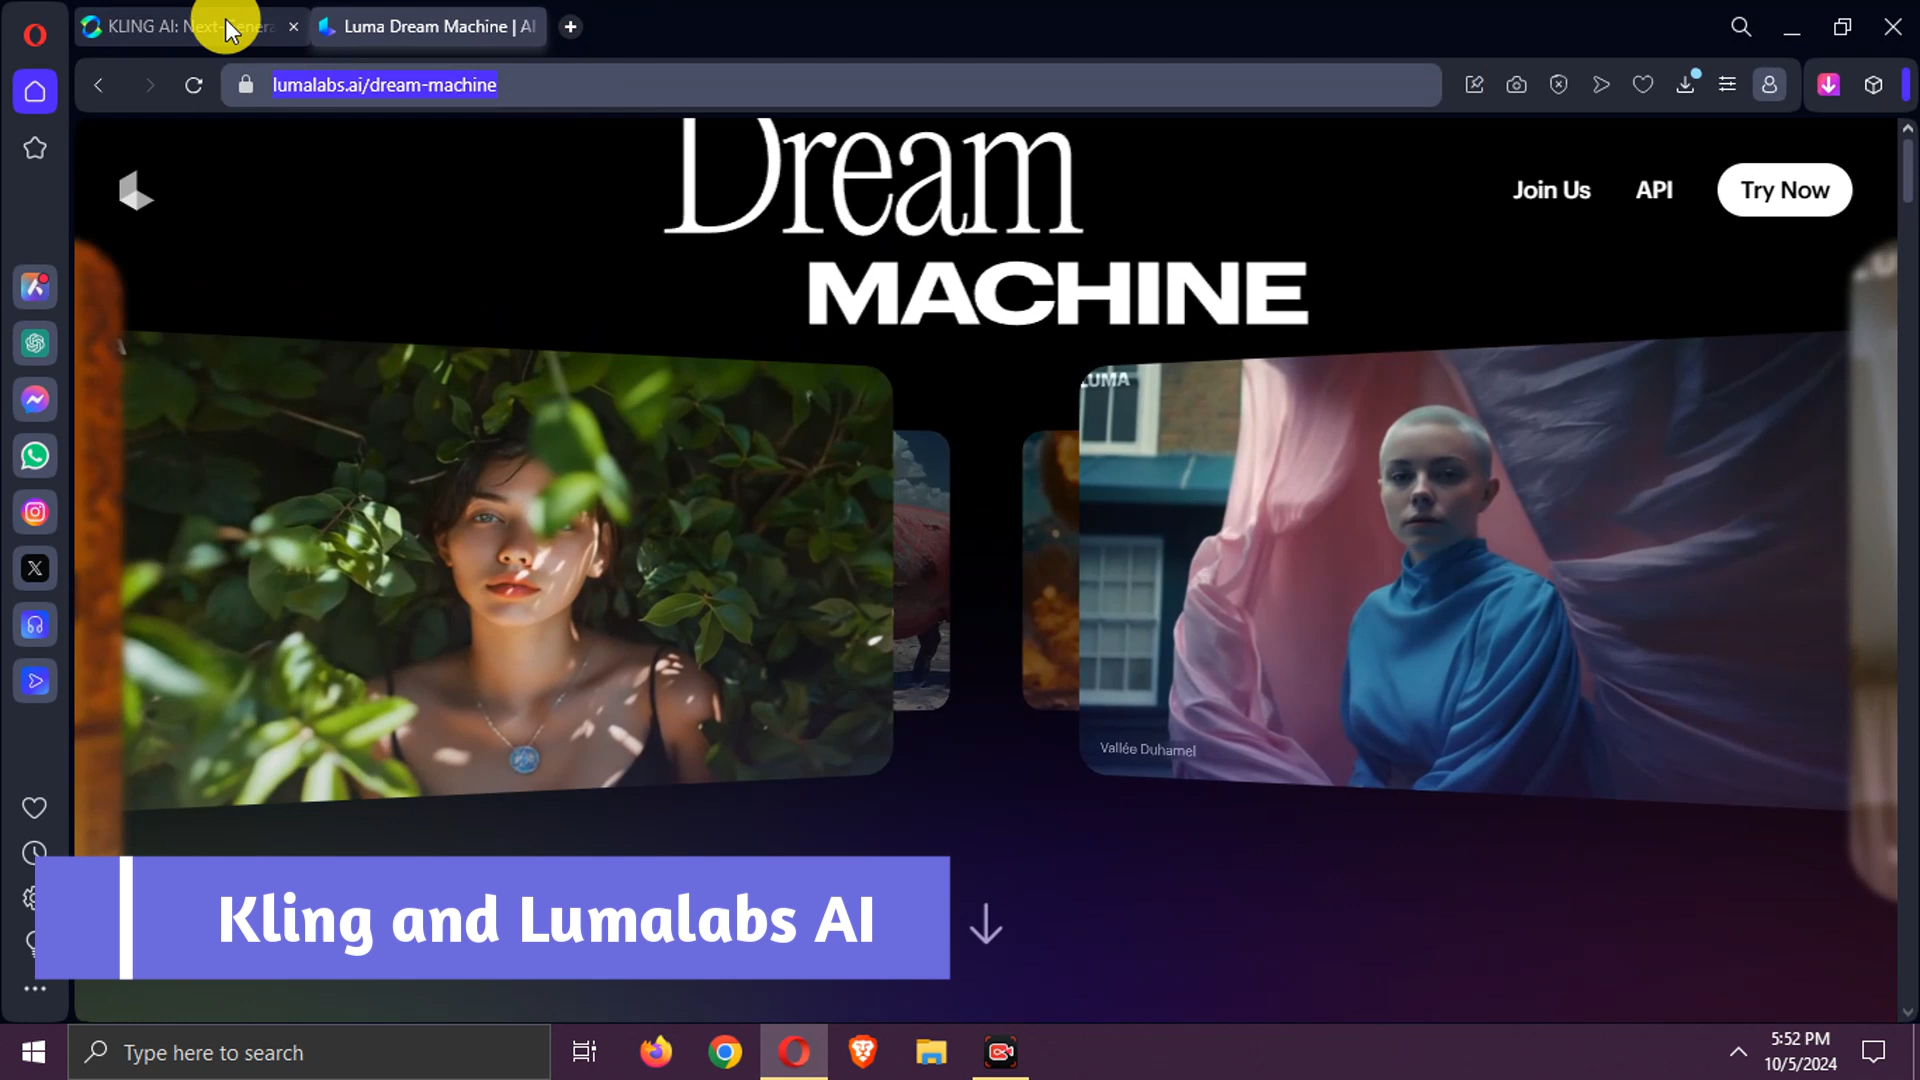 KLING AI: Next-Genera
Luma Dream Machine | AI
lumalabs.ai/dream-machine
Dream
MACHINE
Join Us
API
Try Now
LUMA
Vallée Duhamel
Kling and Lumalabs AI
Type here to search
5:52 PM
10/5/2024